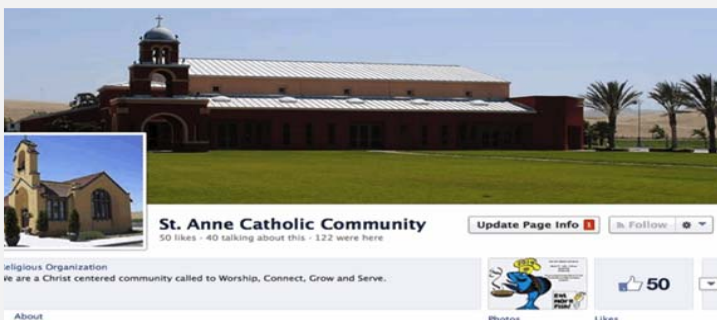 St. Anne Catholic Community
Update Page Info 1
Follow
50 likes · 40 talking about this · 122 were here
eligious Organization
We are a Christ centered community called to Worship, Connect, Grow and Serve.
50
About
Photos
Likes